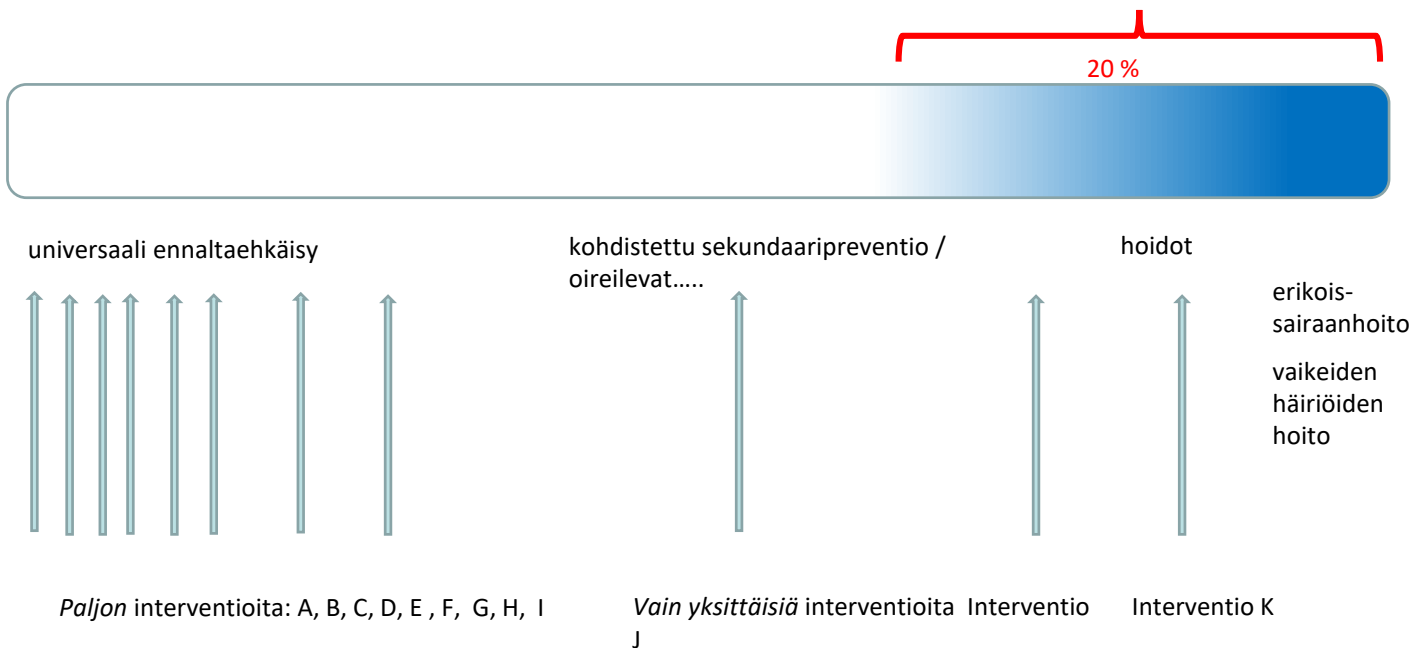 20 %
universaali ennaltaehkäisy
kohdistettu sekundaaripreventio /
oireilevat.....
hoidot
erikois-
sairaanhoito
vaikeiden
häiriöiden
hoito
Paljon interventioita: A, B, C, D, E , F, G, H, I
Vain yksittäisiä interventioita Interventio
J
Interventio K